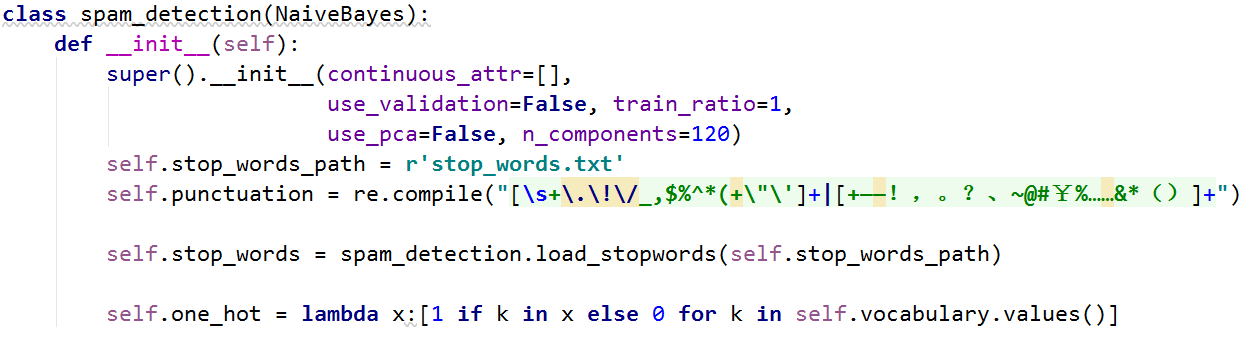 class spam_detection(NaiveBayes):
    def __init__(self):
        super().__init__(continuous_attr=[],
                         use_validation=False, train_ratio=1,
                         use_pca=False, n_components=120)
        self.stop_words_path = r'stop_words.txt'
        self.punctuation = re.compile("[\s+\.\!\/_,$%^*(+\"\']+|[+——！，。？、~@#￥%……&*（）]+")
        self.stop_words = spam_detection.load_stopwords(self.stop_words_path)
        self.one_hot = lambda x:[1 if k in x else 0 for k in self.vocabulary.values()]